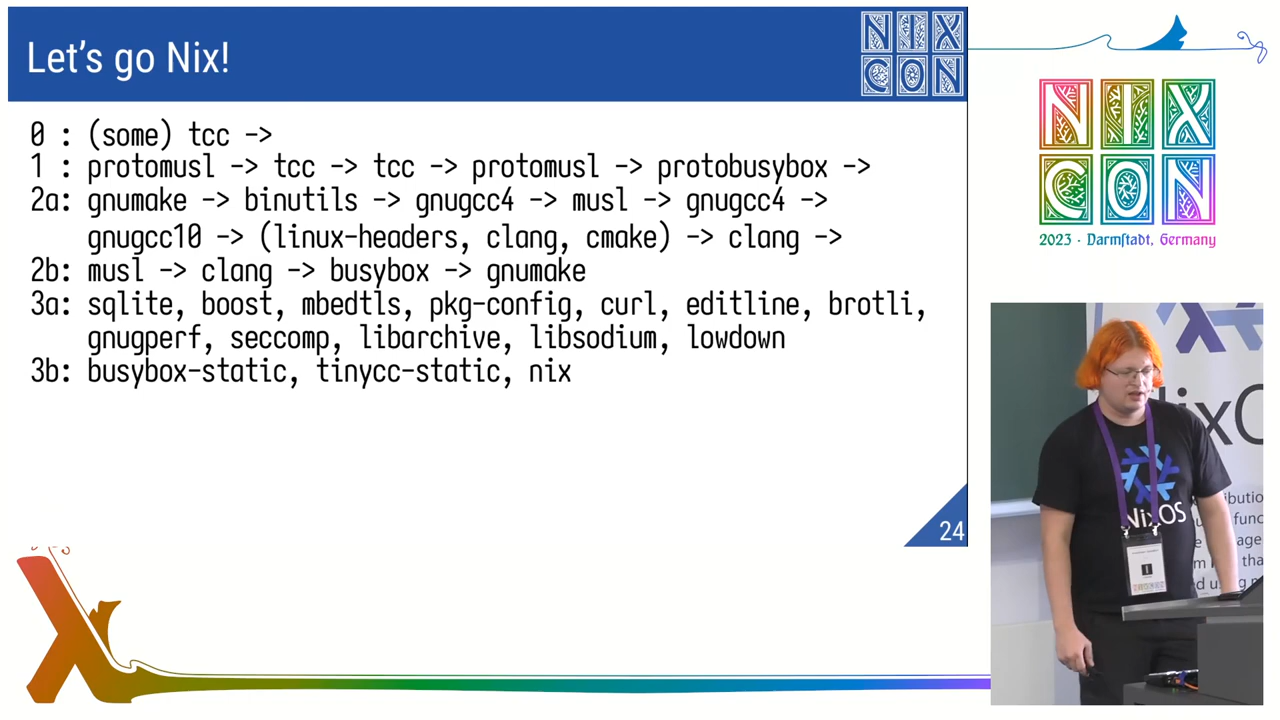 Let's go Nix!
NIX
CON
0 : (some) tcc ->
1 : protomusl -> tcc -> tcc -> protomusl -> protobusybox ->
2a: gnumake -> binutils -> gnugcc4 -> musl -> gnugcc4 ->
gnugcc10 -> (linux-headers, clang, cmake) -> clang ->
2b: musl -> clang -> busybox -> gnumake
3a: sqlite, boost, mbedtls, pkg-config, curl, editline, brotli,
gnugperf, seccomp, libarchive, libsodium, lowdown
3b: busybox-static, tinycc-static, nix
24
NIX
CON
2023 · Darmſtadt, Germany
NixOS